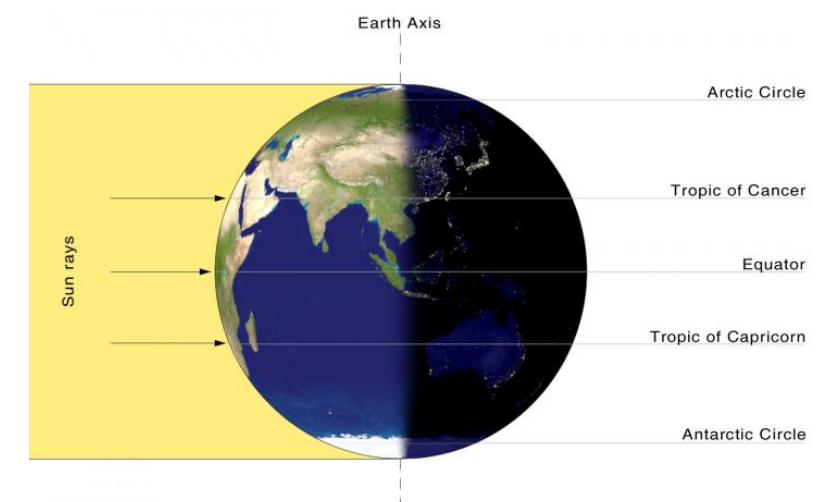 Earth Axis
Arctic Circle
Tropic of Cancer
Sun rays
Equator
Tropic of Capricorn
Antarctic Circle